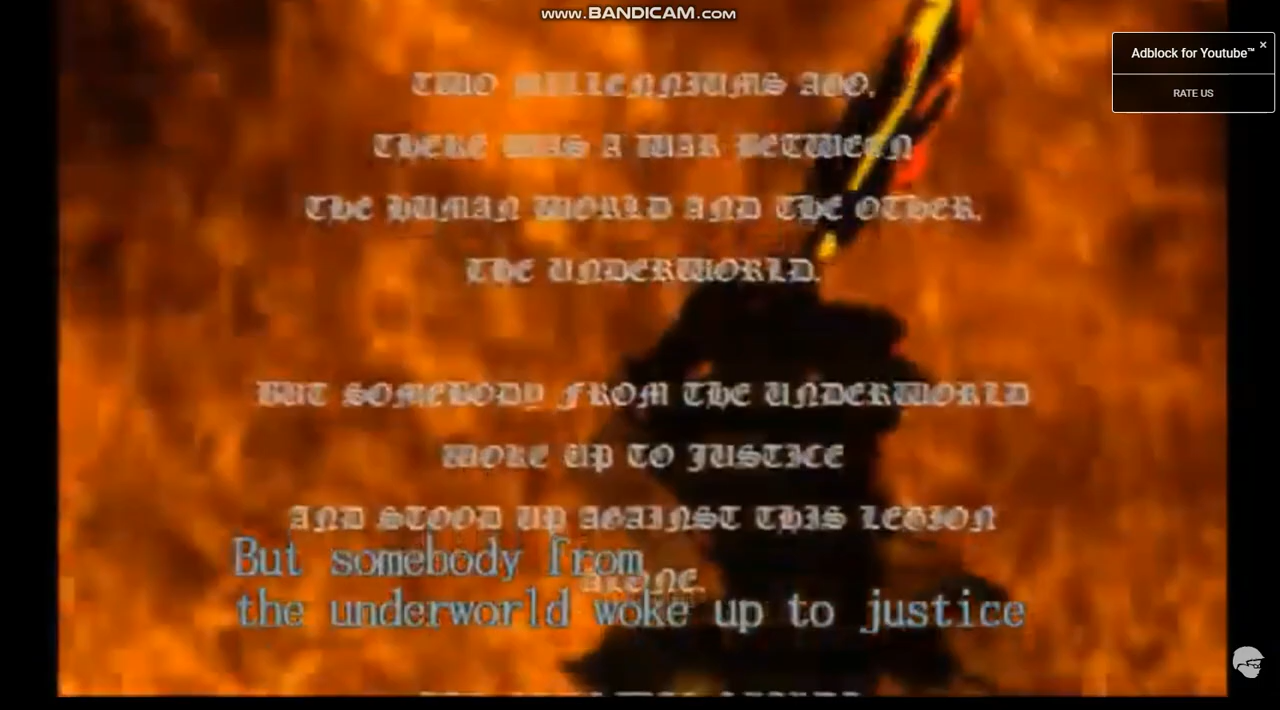 www.BANDICAM.com
Adblock for Youtube™ ×
RATE US
TWO MILLENNIUMS AGO,
THERE WAS A WAR BETWEEN
THE HUMAN WORLD AND THE OTHER,
THE UNDERWORLD.
BUT SOMEBODY FROM THE UNDERWORLD
WOKE UP TO JUSTICE
AND STOOD UP AGAINST THIS LEGION
ALONE.
But somebody from
the underworld woke up to justice